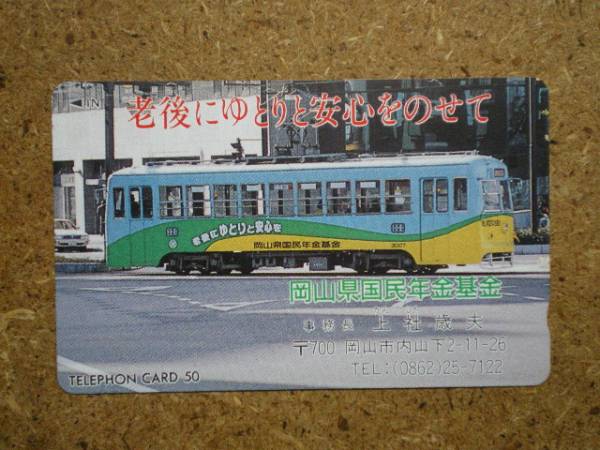 ◁IN
老後にゆとりと安心をのせて
老後にゆとりと安心を
岡山県国民年金基金
3007
岡山県国民年金基金
事務長 上社歳夫
〒700 岡山市内山下2-11-26
TEL:(0862)25-7122
TELEPHON CARD 50